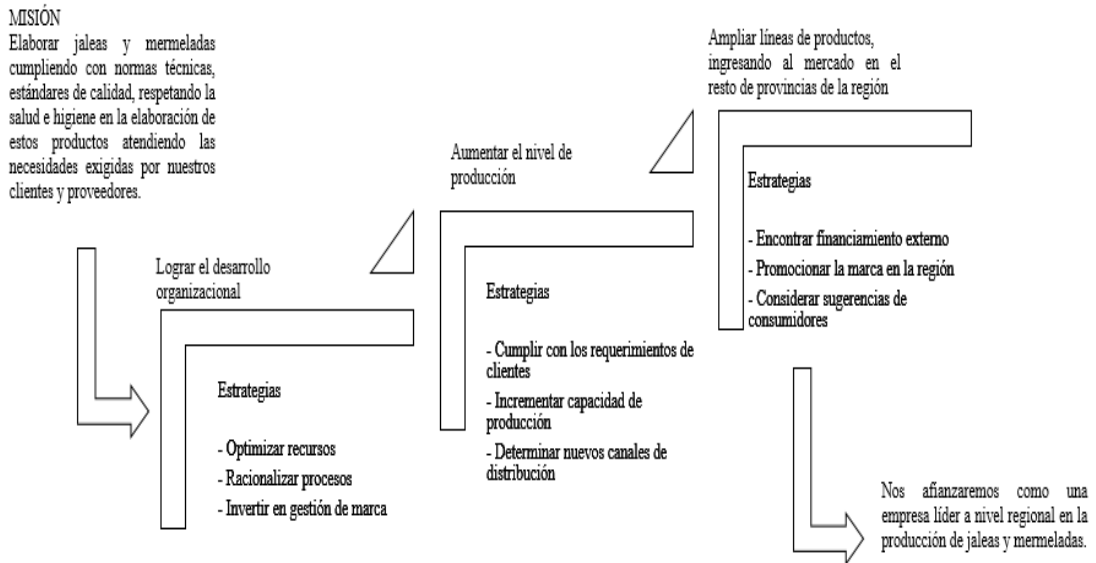 MISIÓN
Elaborar jaleas y mermeladas
cumpliendo con normas técnicas,
estándares de calidad, respetando la
salud e higiene en la elaboración de
estos productos atendiendo las
necesidades exigidas por nuestros
clientes y proveedores.
Lograr el desarrollo
organizacional
Estrategias
- Optimizar recursos
- Racionalizar procesos
- Invertir en gestión de marca
Aumentar el nivel de
producción
Estrategias
- Cumplir con los requerimientos de
clientes
- Incrementar capacidad de
producción
- Determinar nuevos canales de
distribución
Ampliar líneas de productos,
ingresando al mercado en el
resto de provincias de la región
Estrategias
- Encontrar financiamiento externo
- Promocionar la marca en la región
- Considerar sugerencias de
consumidores
Nos afianzaremos como una
empresa líder a nivel regional en la
producción de jaleas y mermeladas.